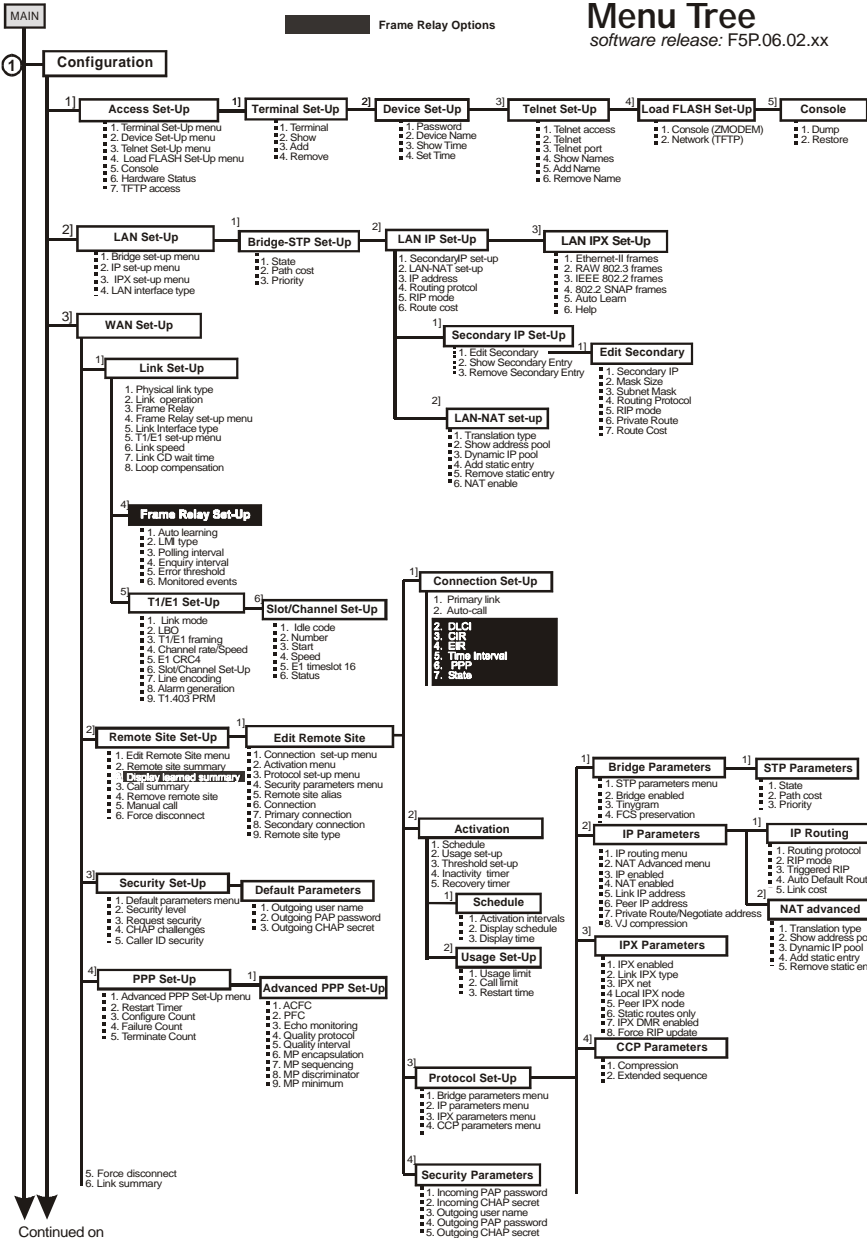 MAIN
Frame Relay Options
Menu Tree
software release: F5P.06.02.xx
1
Configuration
1]
Access Set-Up
1. Terminal Set-Up menu
2. Device Set-Up menu
3. Telnet Set-Up menu
4. Load FLASH Set-Up menu
5. Console
6. Hardware Status
7. TFTP access
1]
Terminal Set-Up
1. Terminal
2. Show
3. Add
4. Remove
2]
Device Set-Up
1. Password
2. Device Name
3. Show Time
4. Set Time
3]
Telnet Set-Up
1. Telnet access
2. Telnet
3. Telnet port
4. Show Names
5. Add Name
6. Remove Name
4]
Load FLASH Set-Up
1. Console (ZMODEM)
2. Network (TFTP)
5]
Console
1. Dump
2. Restore
2]
LAN Set-Up
1. Bridge set-up menu
2. IP set-up menu
3. IPX set-up menu
4. LAN interface type
1]
Bridge-STP Set-Up
1. State
2. Path cost
3. Priority
2]
LAN IP Set-Up
1. SecondaryIP set-up
2. LAN-NAT set-up
3. IP address
4. Routing protcol
5. RIP mode
6. Route cost
3]
LAN IPX Set-Up
1. Ethernet-II frames
2. RAW 802.3 frames
3. IEEE 802.2 frames
4. 802.2 SNAP frames
5. Auto Learn
6. Help
1]
Secondary IP Set-Up
1. Edit Secondary
2. Show Secondary Entry
3. Remove Secondary Entry
1]
Edit Secondary
1. Secondary IP
2. Mask Size
3. Subnet Mask
4. Routing Protocol
5. RIP mode
6. Private Route
7. Route Cost
2]
LAN-NAT set-up
1. Translation type
2. Show address pool
3. Dynamic IP pool
4. Add static entry
5. Remove static entry
6. NAT enable
3]
WAN Set-Up
1]
Link Set-Up
1. Physical link type
2. Link operation
3. Frame Relay
4. Frame Relay set-up menu
5. Link Interface type
5. T1/E1 set-up menu
6. Link speed
7. Link CD wait time
8. Loop compensation
4]
Frame Relay Set-Up
1. Auto learning
2. LMI type
3. Polling interval
4. Enquiry interval
5. Error threshold
6. Monitored events
5]
T1/E1 Set-Up
1. Link mode
2. LBO
3. T1/E1 framing
4. Channel rate/Speed
5. E1 CRC4
6. Slot/Channel Set-Up
7. Line encoding
8. Alarm generation
9. T1.403 PRM
6]
Slot/Channel Set-Up
1. Idle code
2. Number
3. Start
4. Speed
5. E1 timeslot 16
6. Status
2]
Remote Site Set-Up
1. Edit Remote Site menu
2. Remote site summary
Display learned summary
3. Call summary
4. Remove remote site
5. Manual call
6. Force disconnect
1]
Edit Remote Site
1. Connection set-up menu
2. Activation menu
3. Protocol set-up menu
4. Security parameters menu
5. Remote site alias
6. Connection
7. Primary connection
8. Secondary connection
9. Remote site type
1]
Connection Set-Up
1. Primary link
2. Auto-call
2. DLCI
3. CIR
4. EIR
5. Time Interval
6. PPP
7. State
2]
Activation
1. Schedule
2. Usage set-up
3. Threshold set-up
4. Inactivity timer
5. Recovery timer
1]
Schedule
1. Activation intervals
2. Display schedule
3. Display time
2]
Usage Set-Up
1. Usage limit
2. Call limit
3. Restart time
3]
Protocol Set-Up
1. Bridge parameters menu
2. IP parameters menu
3. IPX parameters menu
4. CCP parameters menu
4]
Security Parameters
1. Incoming PAP password
2. Incoming CHAP secret
3. Outgoing user name
4. Outgoing PAP password
5. Outgoing CHAP secret
1]
Bridge Parameters
1. STP parameters menu
2. Bridge enabled
3. Tinygram
4. FCS preservation
1]
STP Parameters
1. State
2. Path cost
3. Priority
2]
IP Parameters
1. IP routing menu
2. NAT Advanced menu
3. IP enabled
4. NAT enabled
5. Link IP address
6. Peer IP address
7. Private Route/Negotiate address
8. VJ compression
1]
IP Routing
1. Routing protocol
2. RIP mode
3. Triggered RIP
4. Auto Default Rout
5. Link cost
2]
NAT advanced
1. Translation type
2. Show address po
3. Dynamic IP pool
4. Add static entry
5. Remove static en
3]
IPX Parameters
1. IPX enabled
2. Link IPX type
3. IPX net
4 Local IPX node
5. Peer IPX node
6. Static routes only
7. IPX DMR enabled
8. Force RIP update
4]
CCP Parameters
1. Compression
2. Extended sequence
3]
Security Set-Up
1. Default parameters menu
2. Security level
3. Request security
4. CHAP challenges
5. Caller ID security
Default Parameters
1. Outgoing user name
2. Outgoing PAP password
3. Outgoing CHAP secret
4]
PPP Set-Up
1. Advanced PPP Set-Up menu
2. Restart Timer
3. Configure Count
4. Failure Count
5. Terminate Count
1]
Advanced PPP Set-Up
1. ACFC
2. PFC
3. Echo monitoring
4. Quality protocol
5. Quality interval
6. MP encapsulation
7. MP sequencing
8. MP discriminator
9. MP minimum
5. Force disconnect
6. Link summary
Continued on